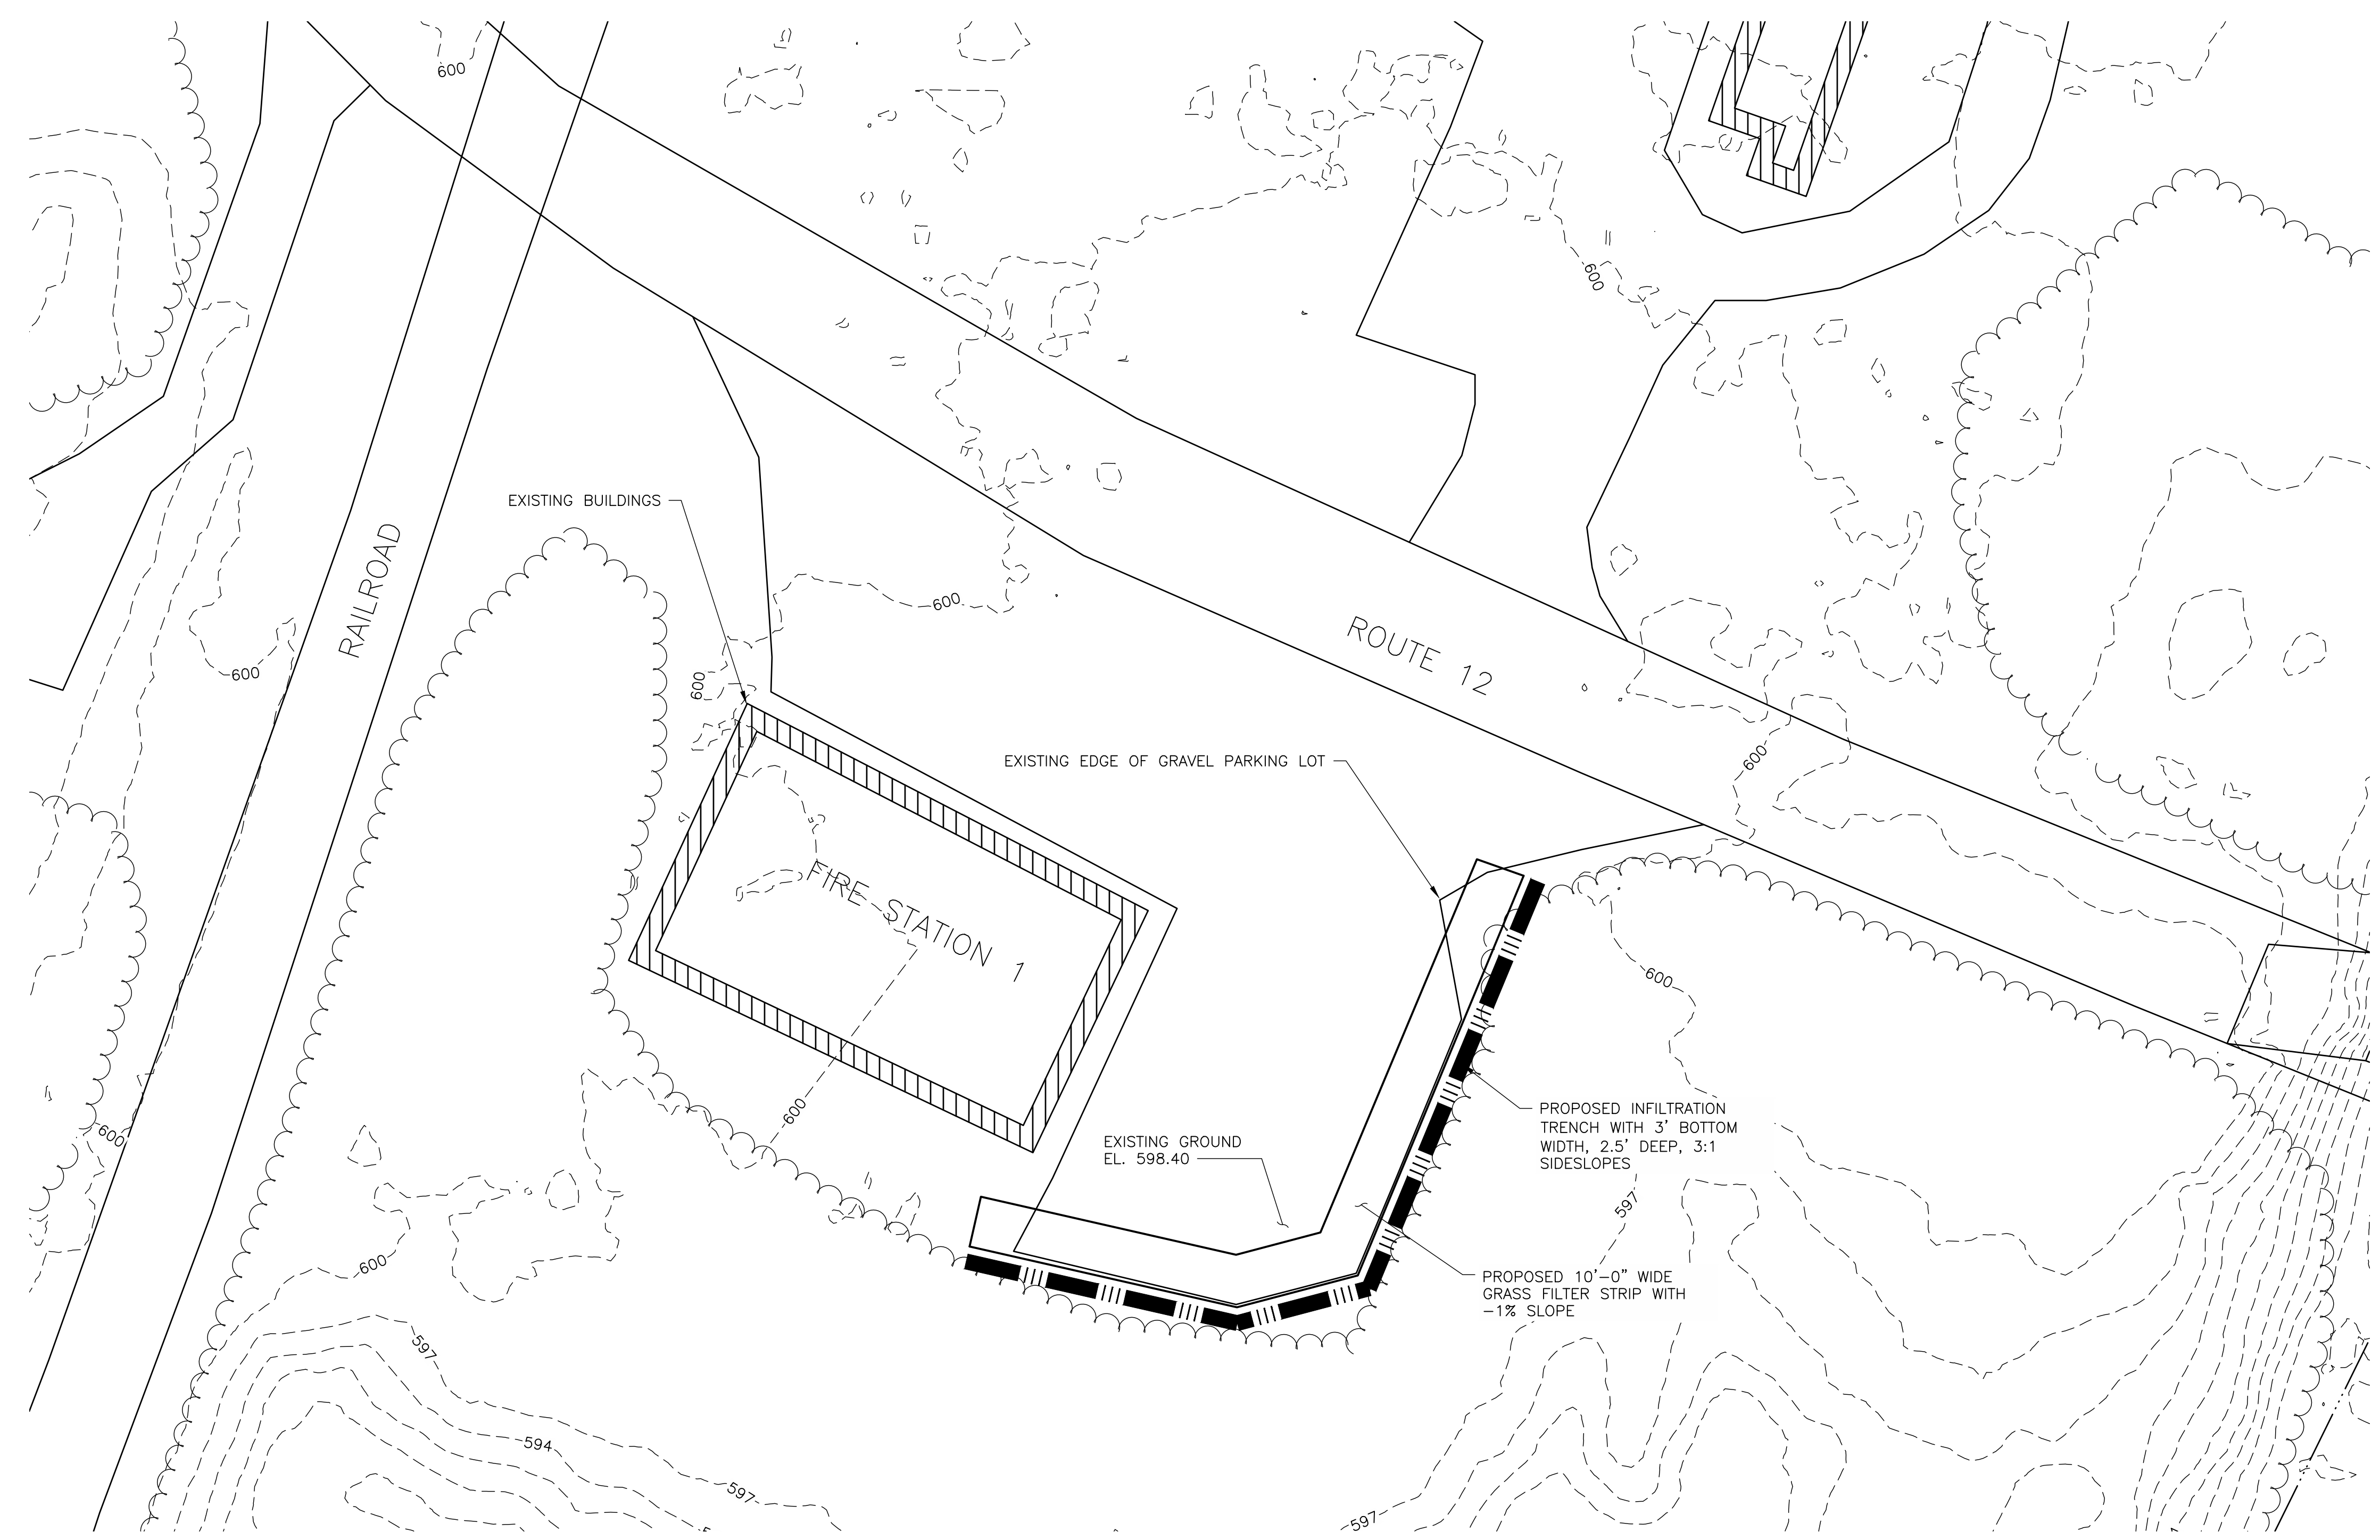 600
600
EXISTING BUILDINGS
RAILROAD
600
ROUTE 12
600
600
600
EXISTING EDGE OF GRAVEL PARKING LOT
FIRE STATION 1
600
600
600
PROPOSED INFILTRATION
TRENCH WITH 3' BOTTOM
WIDTH, 2.5' DEEP, 3:1
SIDESLOPES
EXISTING GROUND
EL. 598.40
597
600
PROPOSED 10'-0" WIDE
GRASS FILTER STRIP WITH
-1% SLOPE
597
594
597
597